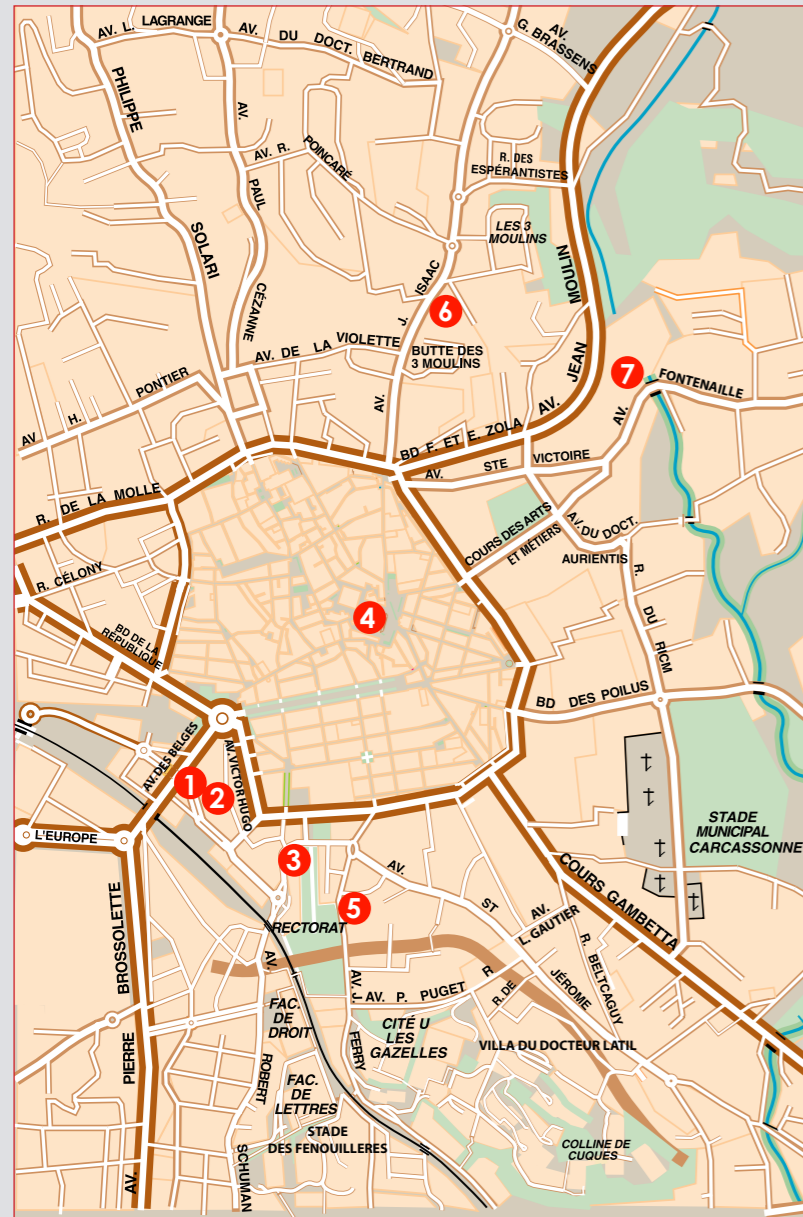 AV. L. LAGRANGE
AV. DU DOCT. BERTRAND
AV. G. BRASSENS
PHILIPPE SOLARI
AV. PAUL CÉZANNE
AV. R. POINCARÉ
R. DES
ESPÉRANTISTES
LES 3
MOULINS
AV. J. ISAAC
6
BUTTE DES
3 MOULINS
AV. DE LA VIOLETTE
AV. JEAN MOULIN
7
AV. FONTENAILLE
AV H. PONTIER
BD F. ET E. ZOLA
AV. STE VICTOIRE
R. DE LA MOLLE
COURS DES ARTS
ET MÉTIERS
AV. DU DOCT.
AURIENTIS
R. CÉLONY
4
R. DU RICM
BD DE LA
RÉPUBLIQUE
BD DES POILUS
AV. DES BELGES
AV. VICTOR HUGO
1
2
L'EUROPE
3
5
STADE
MUNICIPAL
CARCASSONNE
COURS GAMBETTA
AV. ST JÉROME
AV.
L. GAUTIER
R. BELTCAGUY
RECTORAT
AV. PIERRE BROSSOLETTE
AV. ROBERT SCHUMAN
AV. J. FERRY
AV. P. PUGET
R
R. DE
FAC.
DE
DROIT
CITÉ U
LES
GAZELLES
VILLA DU DOCTEUR LATIL
FAC.
DE
LETTRES
STADE
DES FENOUILLERES
COLLINE DE
CUQUES